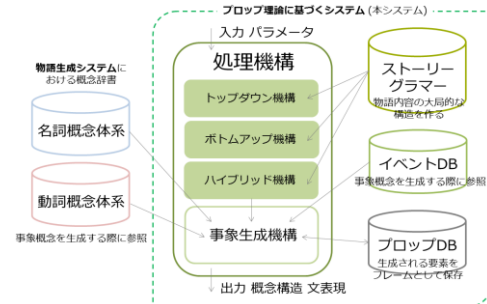 プロップ理論に基づくシステム (本システム)
入力 パラメータ
処理機構
トップダウン機構
ボトムアップ機構
ハイブリッド機構
事象生成機構
出力 概念構造 文表現
物語生成システムに
おける概念辞書
名詞概念体系
動詞概念体系
事象概念を生成する際に参照
ストーリー
グラマー
物語内容の大局的な
構造を作る
イベントDB
事象概念を生成する際に参照
プロップDB
生成される要素を
フレームとして保存